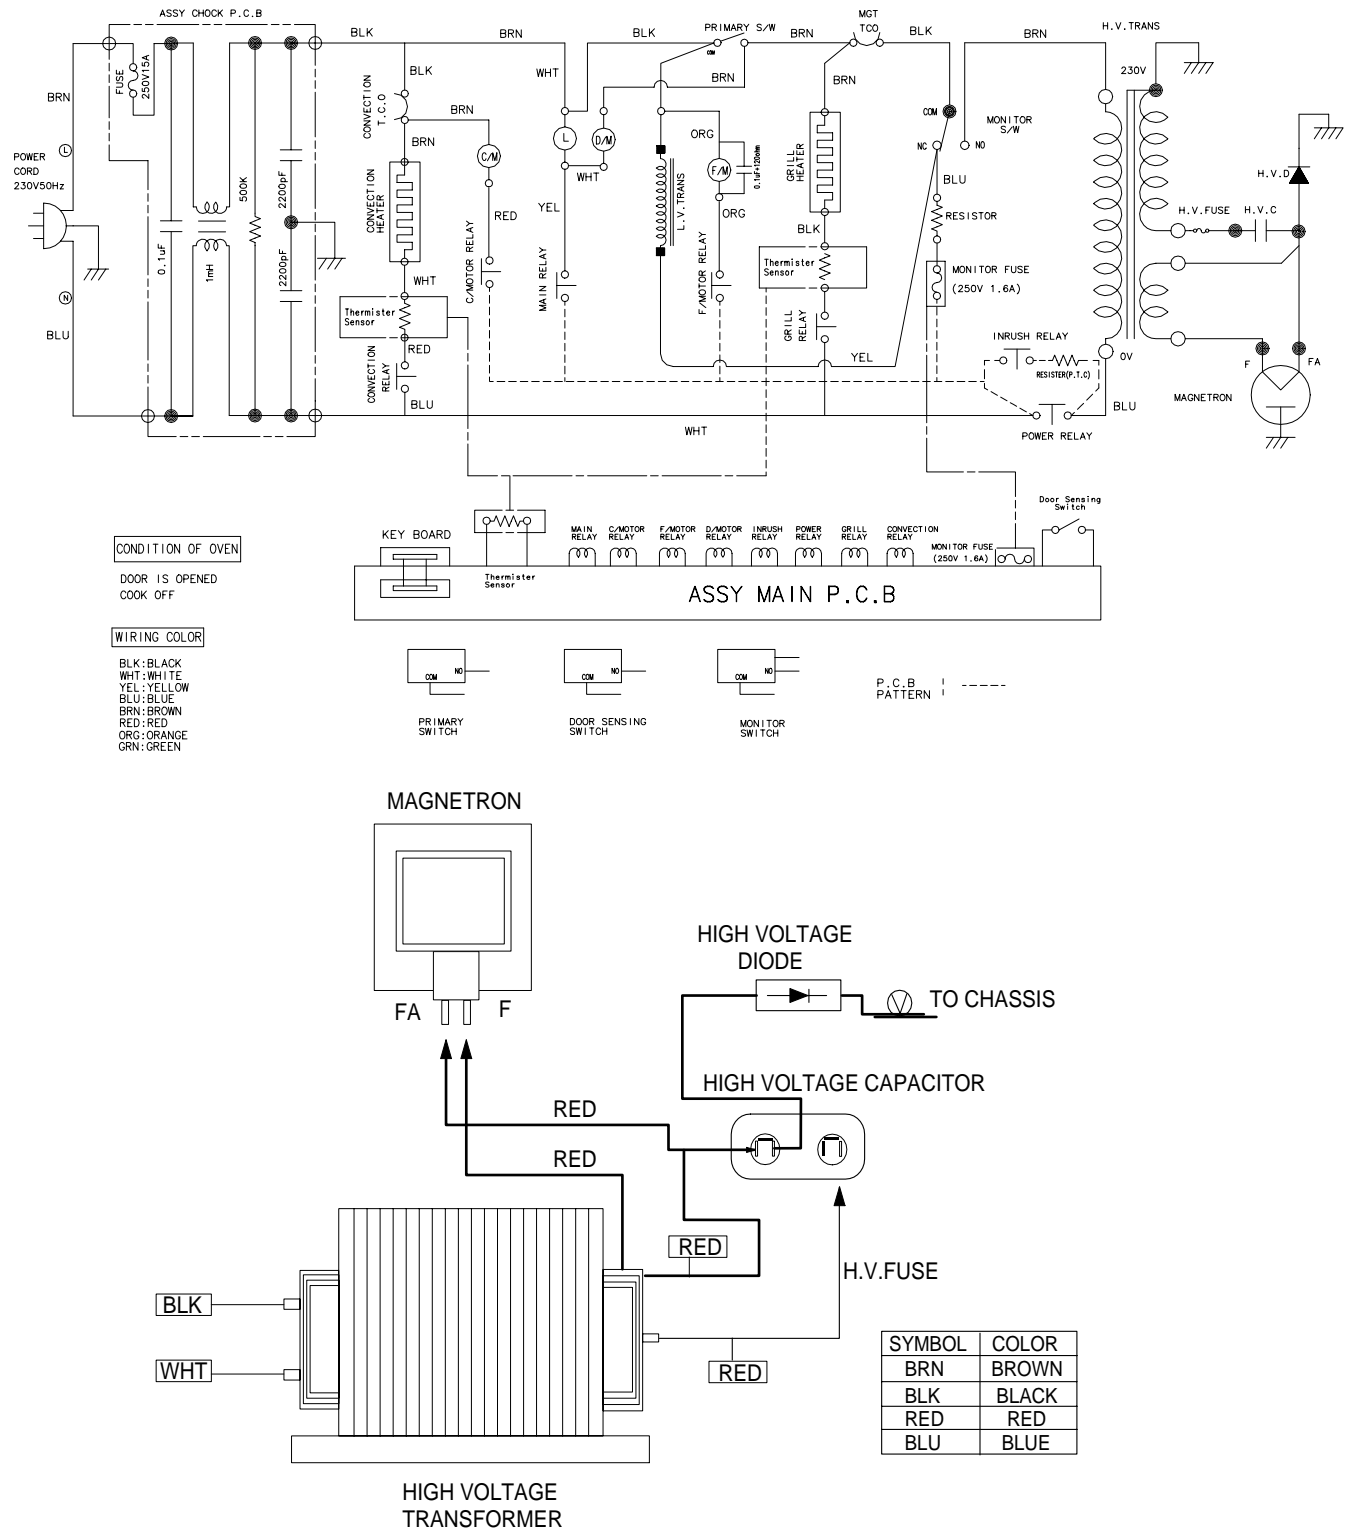 ASSY CHOCK P.C.B
BLK
BRN
BLK
PRIMARY S/W
COM
BRN
MGT
TCO
BLK
BRN
H.V.TRANS
230V
FUSE
250V15A
BRN
L
POWER
CORD
230V50Hz
N
BLU
0.1uF
1mH
500K
2200pF
2200pF
BLK
CONVECTION
T.C.O
BRN
BRN
CONVECTION
HEATER
WHT
Thermister
Sensor
RED
CONVECTION
RELAY
BLU
C/M
RED
C/MOTOR RELAY
WHT
L
D/M
WHT
YEL
MAIN RELAY
BRN
L.V.TRANS
ORG
F/M
0.1uF+120ohm
ORG
F/MOTOR RELAY
BRN
GRILL
HEATER
BLK
Thermister
Sensor
GRILL
RELAY
YEL
COM
NC
NO
MONITOR
S/W
BLU
RESISTOR
MONITOR FUSE
(250V 1.6A)
INRUSH RELAY
RESISTER(P.T.C)
0V
BLU
POWER RELAY
WHT
H.V.D
H.V.FUSE
H.V.C
F
FA
MAGNETRON
CONDITION OF OVEN
DOOR IS OPENED
COOK OFF
WIRING COLOR
BLK:BLACK
WHT:WHITE
YEL:YELLOW
BLU:BLUE
BRN:BROWN
RED:RED
ORG:ORANGE
GRN:GREEN
KEY BOARD
Thermister
Sensor
MAIN
RELAY
C/MOTOR
RELAY
F/MOTOR
RELAY
D/MOTOR
RELAY
INRUSH
RELAY
POWER
RELAY
GRILL
RELAY
CONVECTION
RELAY
MONITOR FUSE
(250V 1.6A)
Door Sensing
Switch
ASSY MAIN P.C.B
COM
NO
PRIMARY
SWITCH
COM
NO
DOOR SENSING
SWITCH
COM
NO
MONITOR
SWITCH
P.C.B
PATTERN
MAGNETRON
FA
F
HIGH VOLTAGE
DIODE
V
TO CHASSIS
HIGH VOLTAGE CAPACITOR
RED
RED
RED
H.V.FUSE
BLK
WHT
RED
SYMBOL COLOR
BRN BROWN
BLK BLACK
RED RED
BLU BLUE
HIGH VOLTAGE
TRANSFORMER